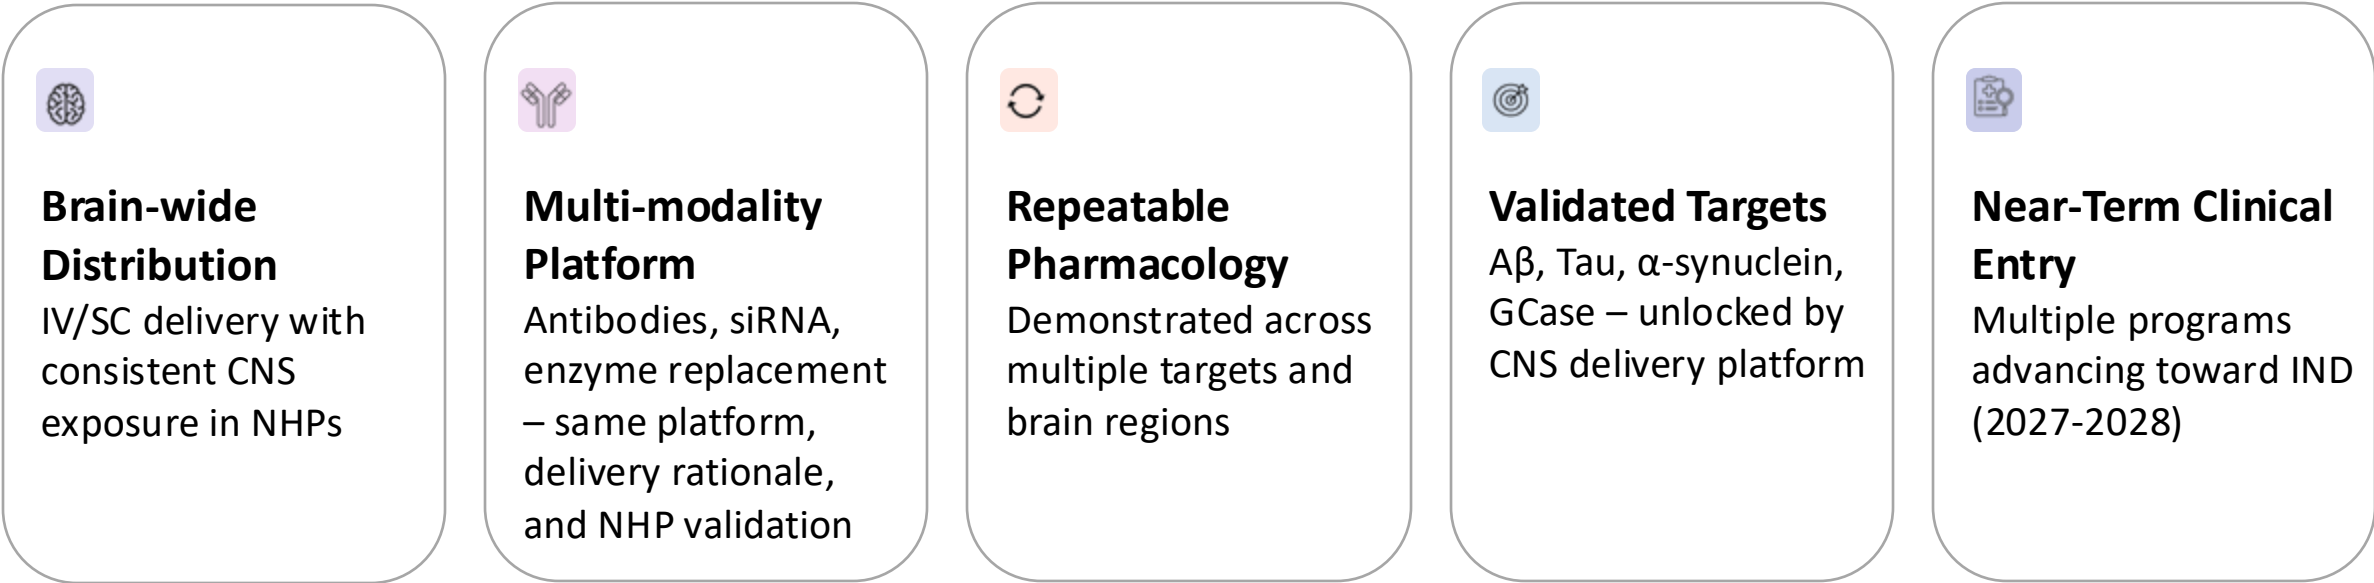 Brain-wide
Distribution
IV/SC delivery with
consistent CNS
exposure in NHPs
Multi-modality
Platform
Antibodies, siRNA,
enzyme replacement
– same platform,
delivery rationale,
and NHP validation
Repeatable
Pharmacology
Demonstrated across
multiple targets and
brain regions
Validated Targets
Aβ, Tau, α-synuclein,
GCase – unlocked by
CNS delivery platform
Near-Term Clinical
Entry
Multiple programs
advancing toward IND
(2027-2028)